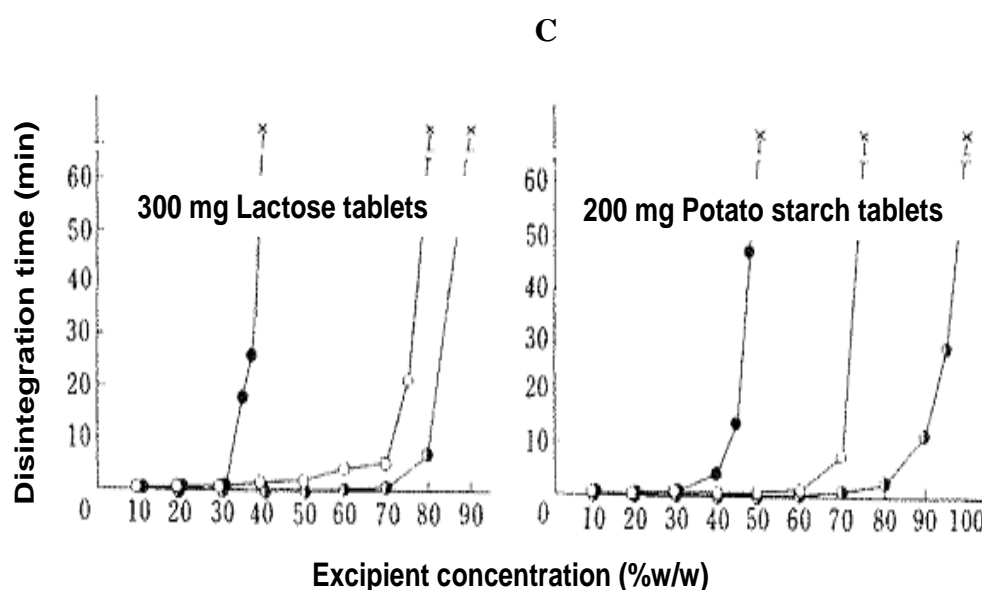 C
Disintegration time (min)
60
50
40
30
20
10
0
300 mg Lactose tablets
10 20 30 40 50 60 70 80 90
60
50
40
30
20
10
0
200 mg Potato starch tablets
10 20 30 40 50 60 70 80 90 100
Excipient concentration (%w/w)